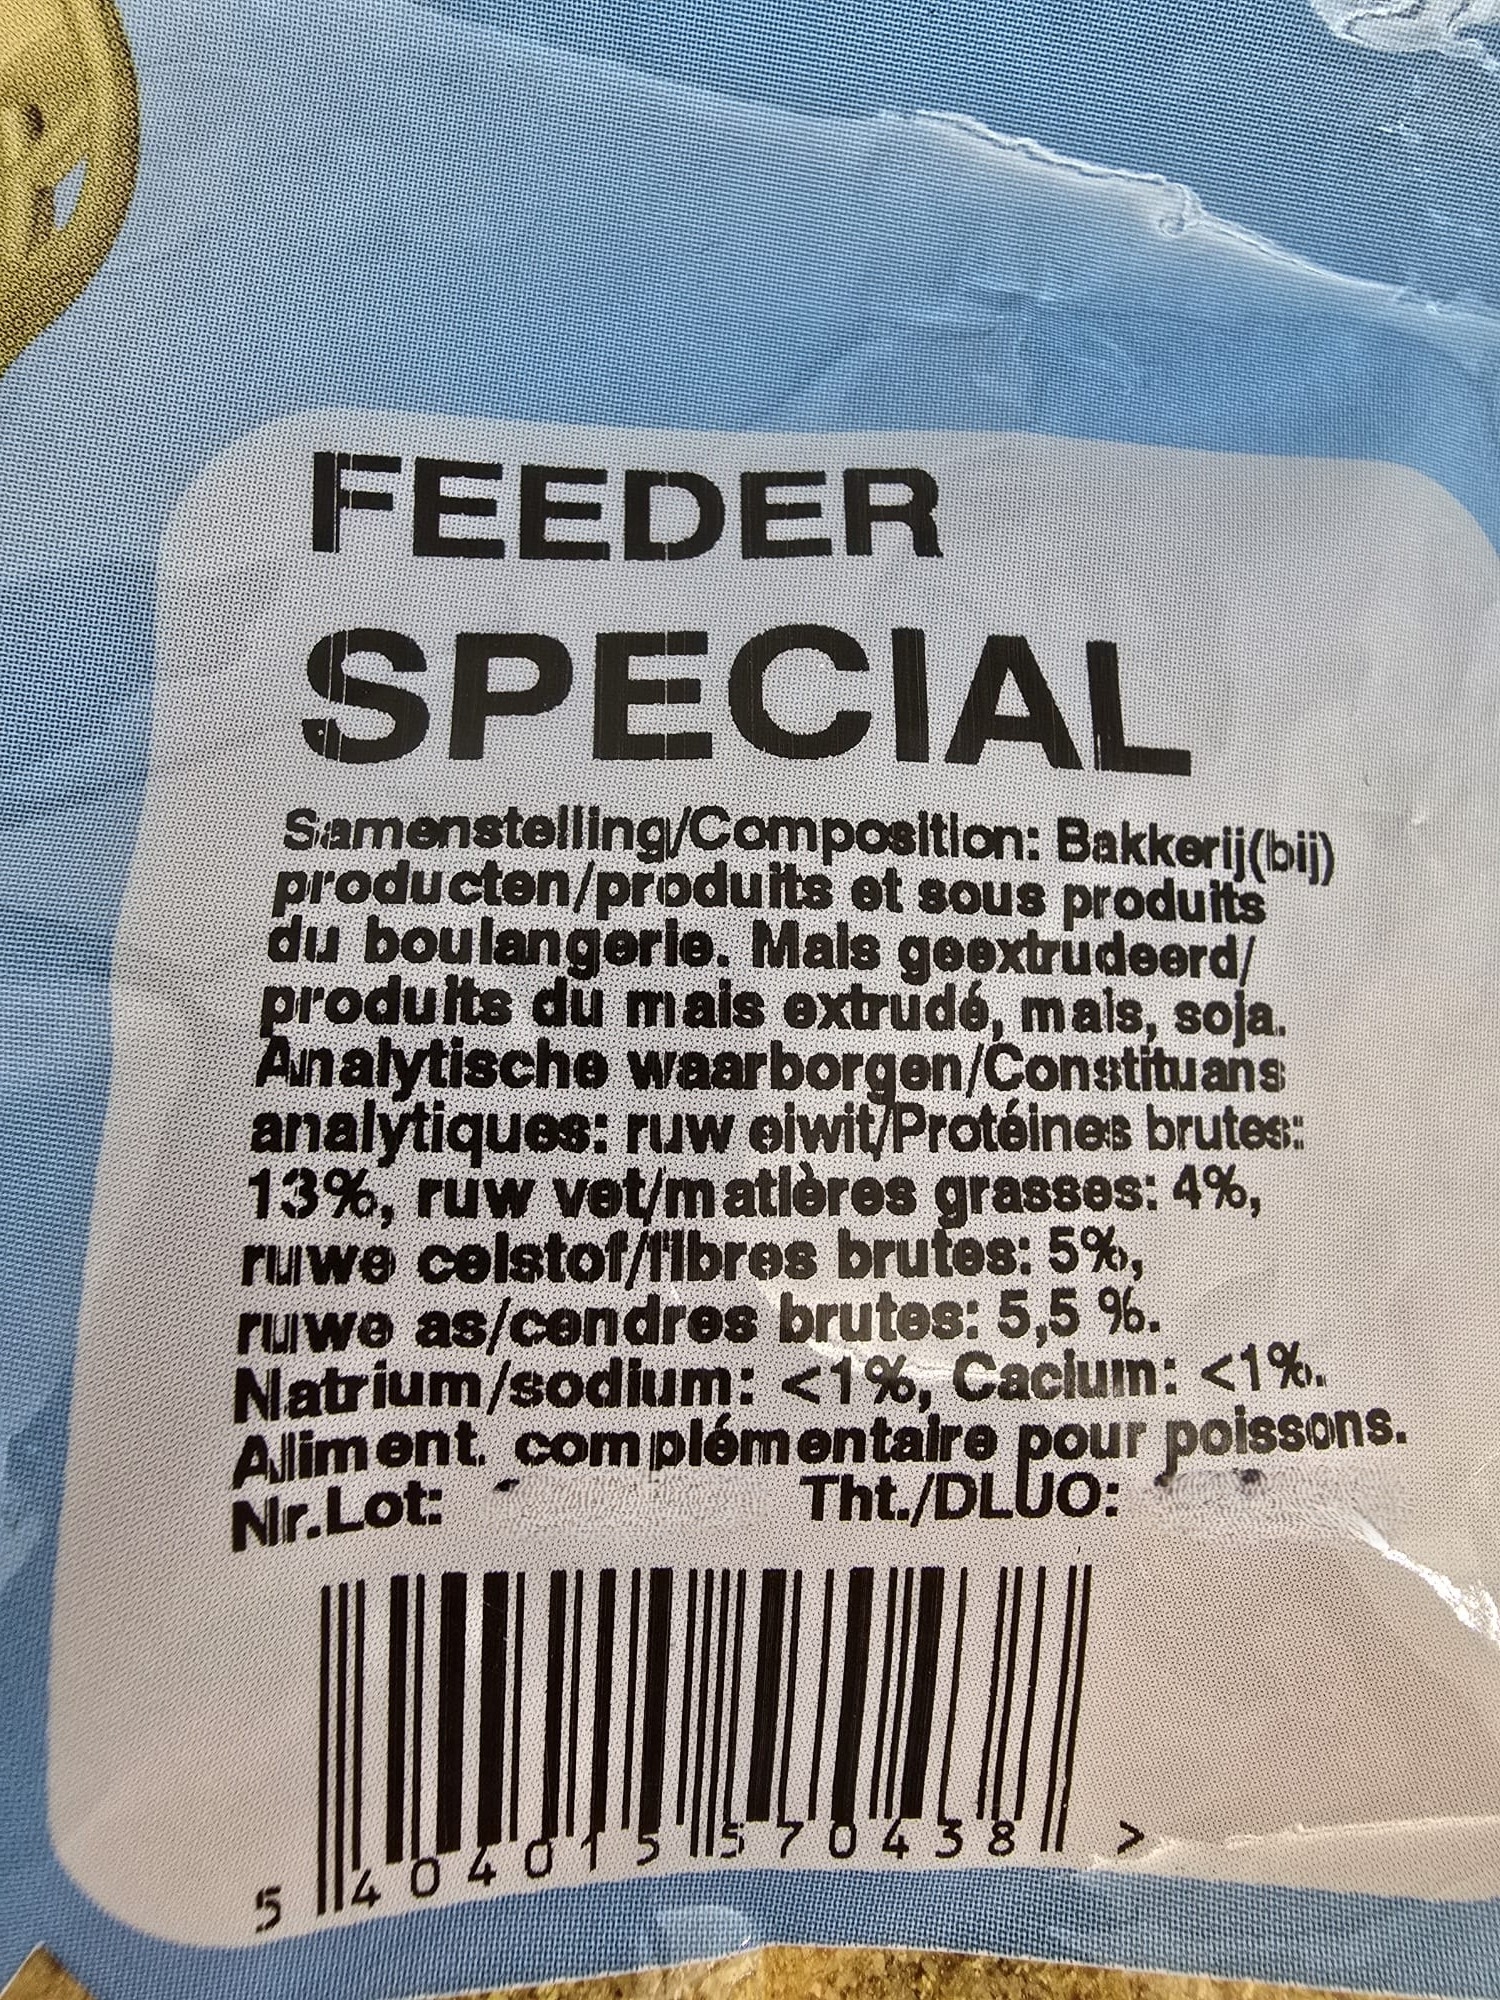 FEEDER
SPECIAL
Samenstelling/Composition: Bakkerij(bij)
producten/produits et sous produits
du boulangerie. Mais geextrudeerd/
produits du mais extrudé, mais, soja.
Analytische waarborgen/Constituans
analytiques: ruw eiwit/Protéines brutes:
13%, ruw vet/matières grasses: 4%,
ruwe celstof/fibres brutes: 5%,
ruwe as/cendres brutes: 5,5 %.
Natrium/sodium: <1%, Cacium: <1%.
Aliment. complémentaire pour poissons.
Nr.Lot: Tht./DLUO:
5 404015 570438 >